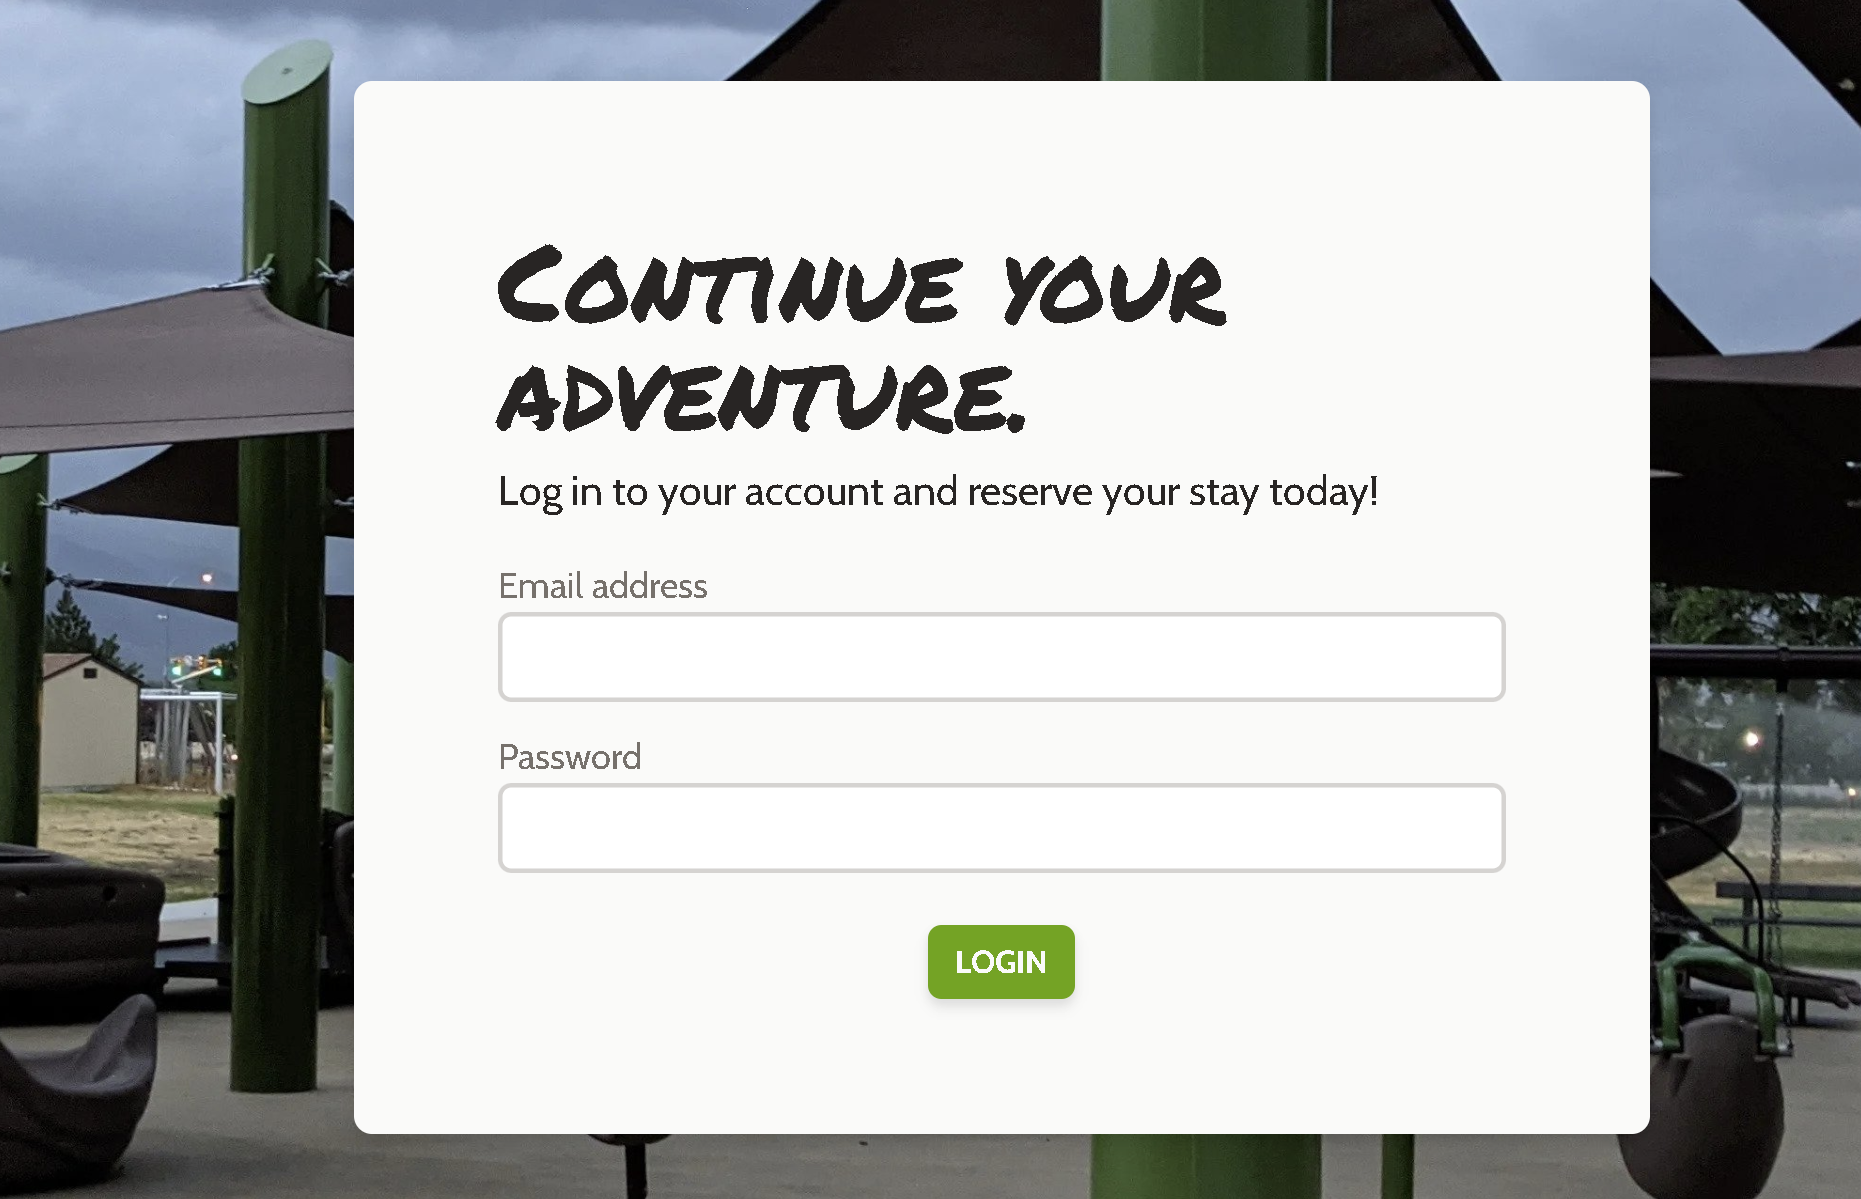 Continue your
adventure.
Log in to your account and reserve your stay today!
Email address
Password
LOGIN